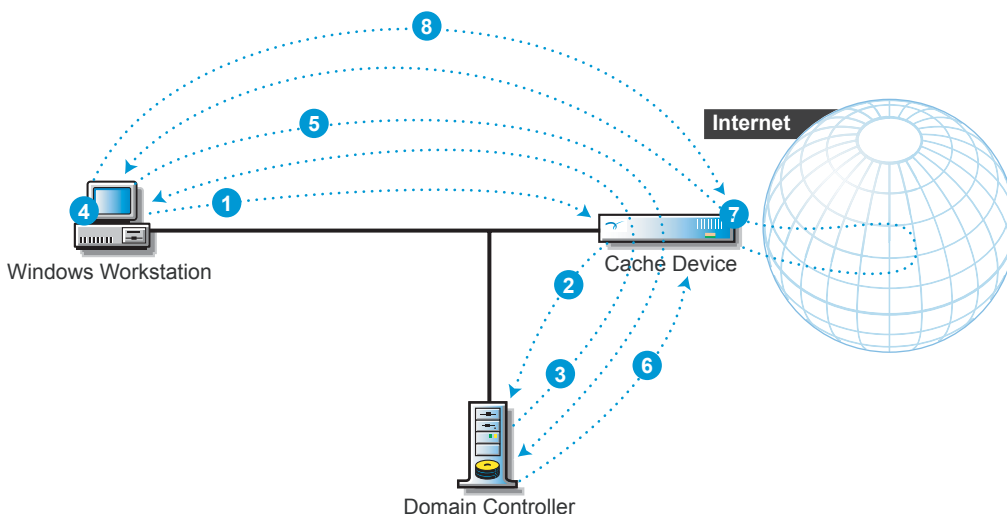 8
5
Internet
4
1
7
Windows Workstation
Cache Device
2
3
6
Domain Controller